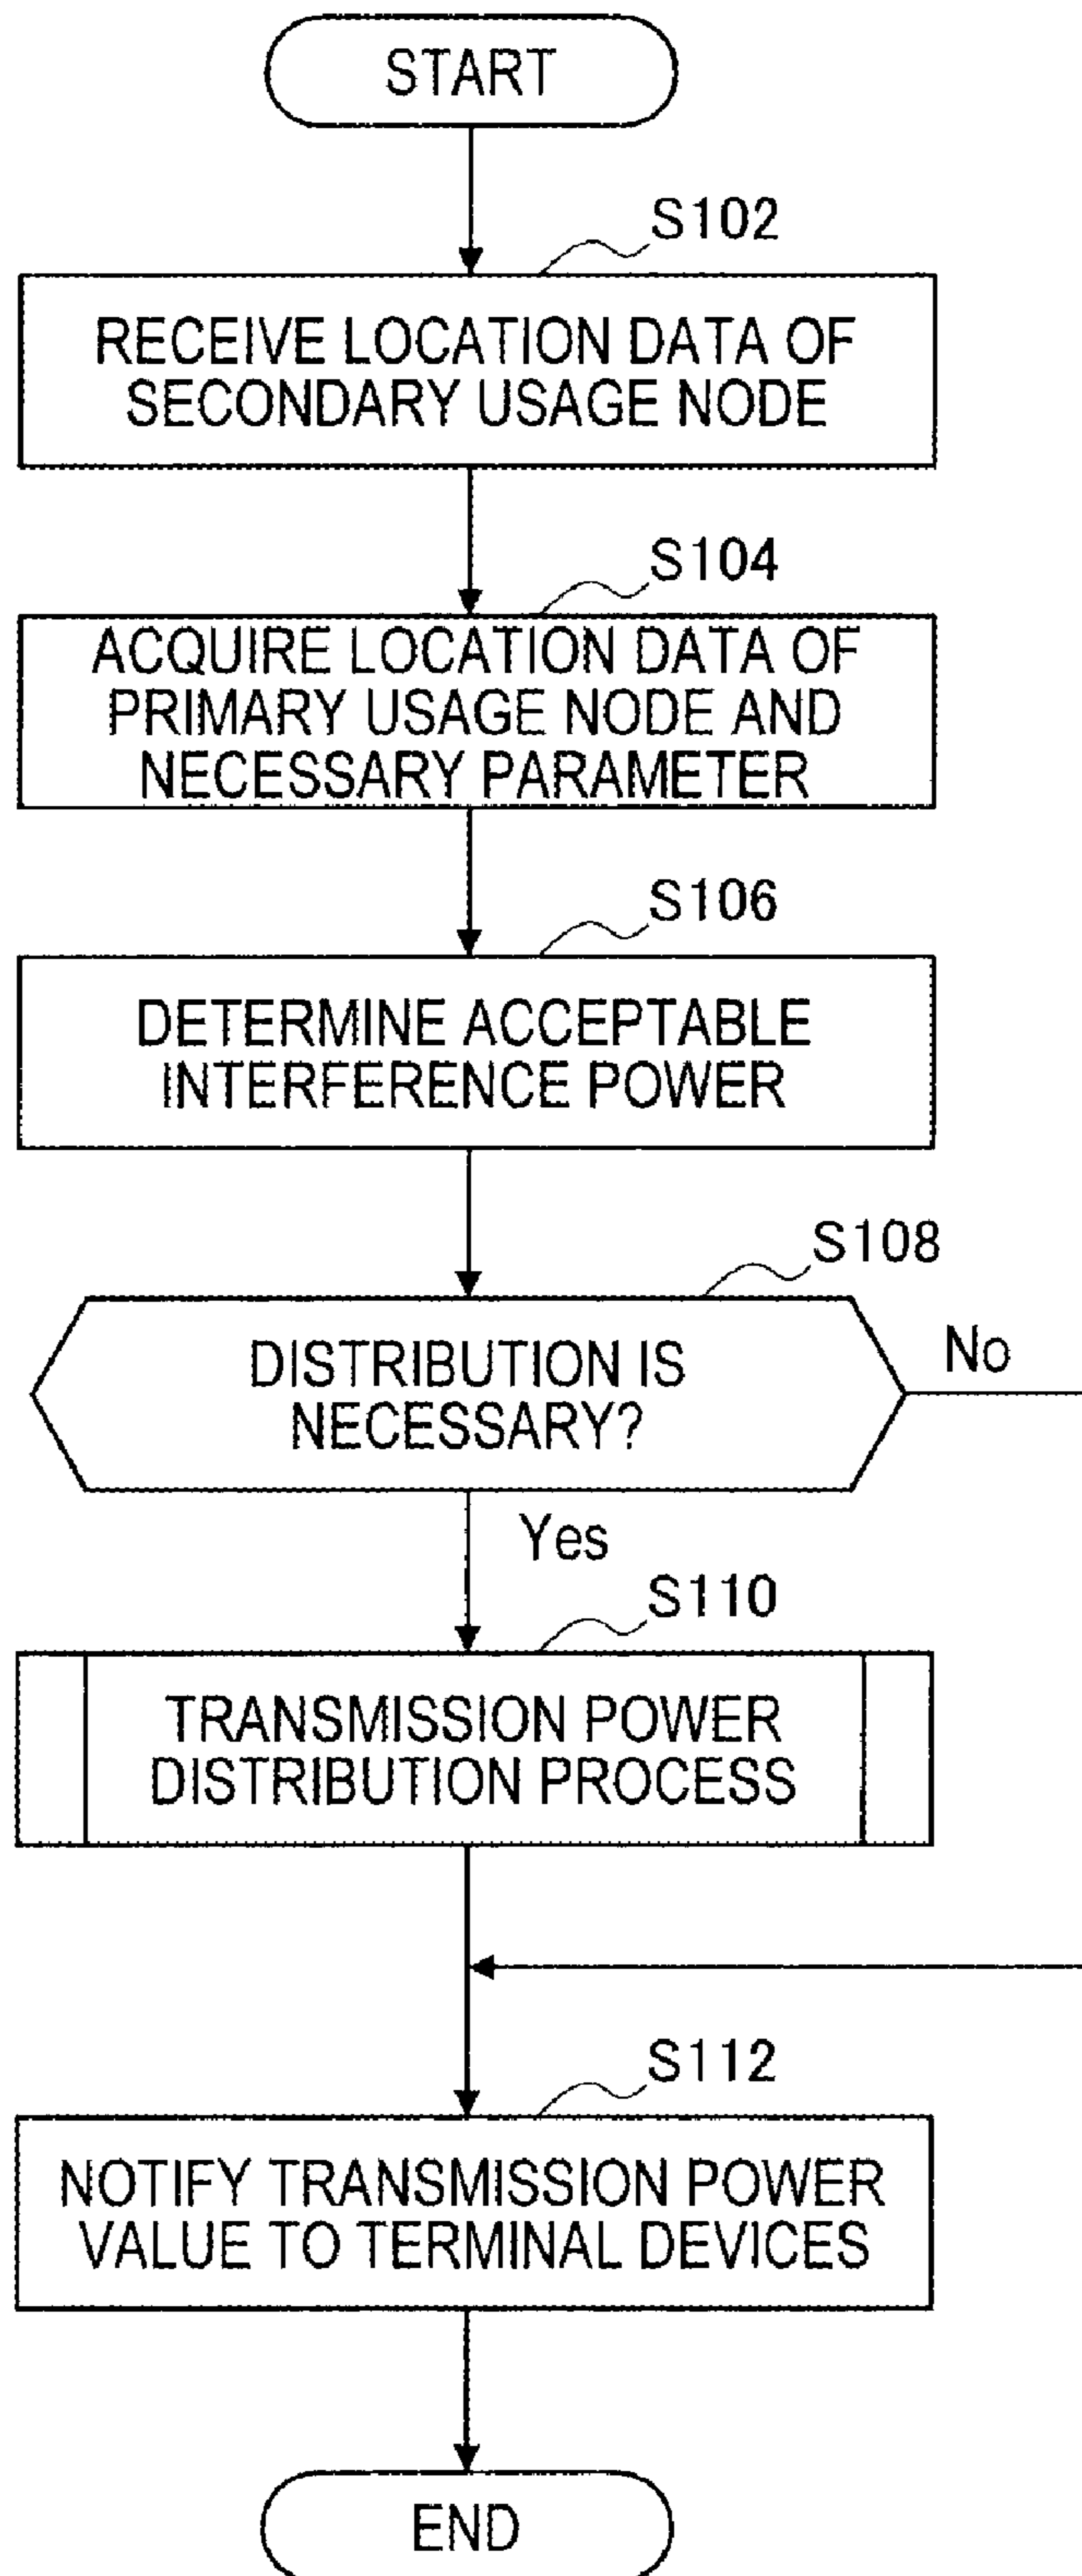 START
S102
RECEIVE LOCATION DATA OF
SECONDARY USAGE NODE
S104
ACQUIRE LOCATION DATA OF
PRIMARY USAGE NODE AND
NECESSARY PARAMETER
S106
DETERMINE ACCEPTABLE
INTERFERENCE POWER
S108
DISTRIBUTION IS
NECESSARY?
No
Yes
S110
TRANSMISSION POWER
DISTRIBUTION PROCESS
S112
NOTIFY TRANSMISSION POWER
VALUE TO TERMINAL DEVICES
END